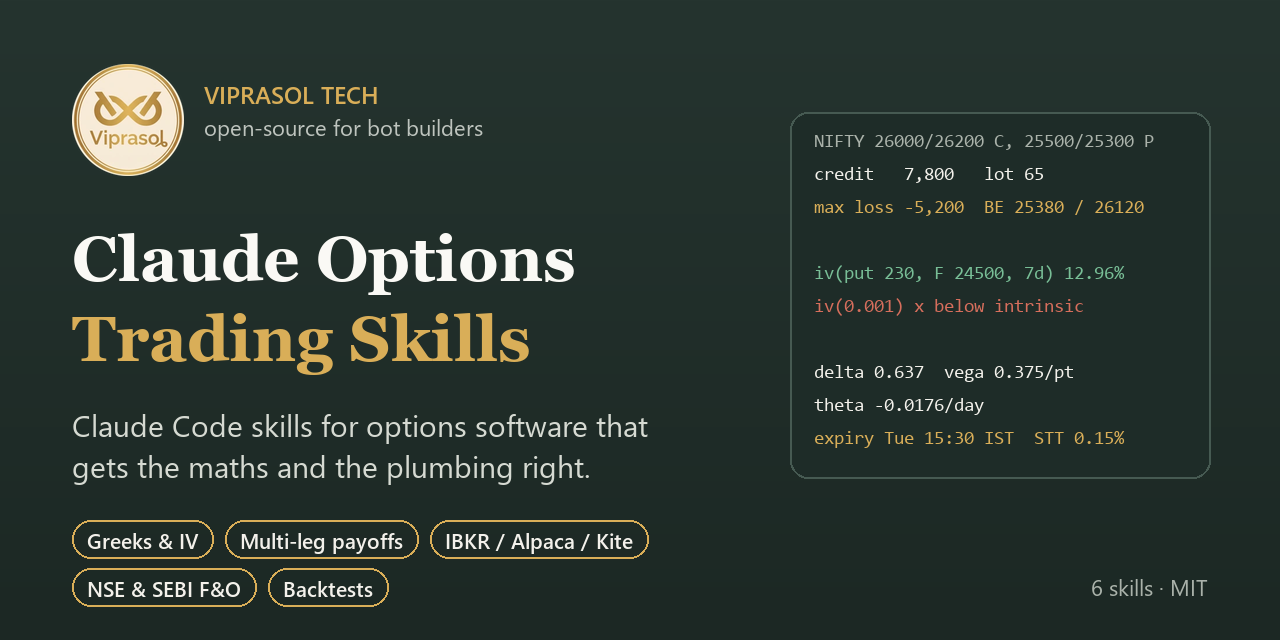 Viprasol
VIPRASOL TECH
open-source for bot builders
Claude Options
Trading Skills
Claude Code skills for options software that
gets the maths and the plumbing right.
Greeks & IV
Multi-leg payoffs
IBKR / Alpaca / Kite
NSE & SEBI F&O
Backtests
NIFTY 26000/26200 C, 25500/25300 P
credit   7,800   lot 65
max loss -5,200  BE 25380 / 26120
iv(put 230, F 24500, 7d) 12.96%
iv(0.001) x below intrinsic
delta 0.637  vega 0.375/pt
theta -0.0176/day
expiry Tue 15:30 IST  STT 0.15%
6 skills · MIT